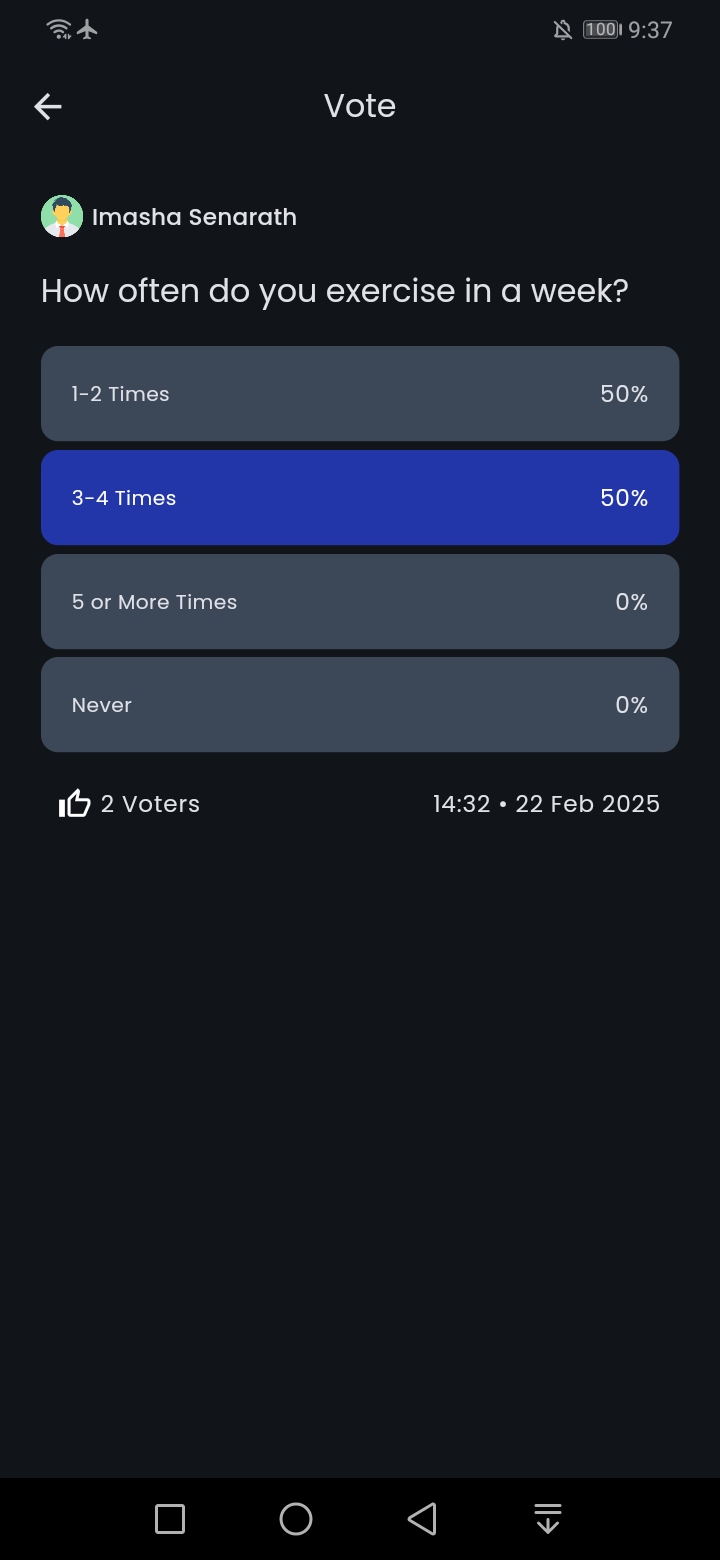 100 9:37
Vote
Imasha Senarath
How often do you exercise in a week?
1-2 Times 50%
3-4 Times 50%
5 or More Times 0%
Never 0%
2 Voters 14:32 • 22 Feb 2025